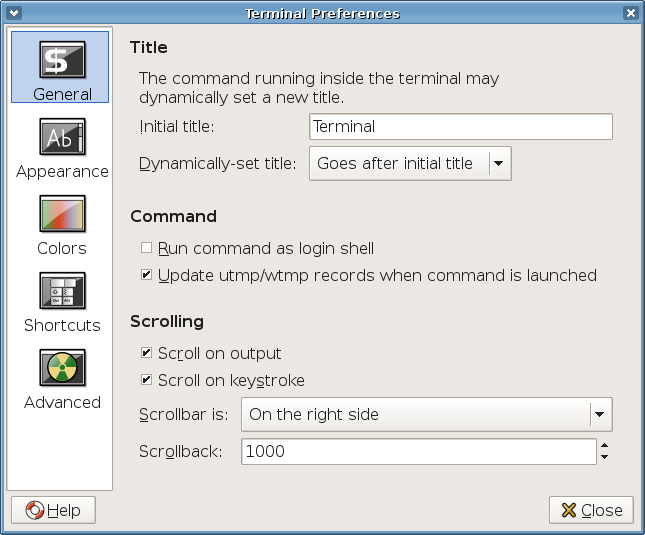 Terminal Preferences
$
General
Ab
Appearance
Colors
Shortcuts
Advanced
Title
The command running inside the terminal may
dynamically set a new title.
Initial title: Terminal
Dynamically-set title: Goes after initial title
Command
Run command as login shell
Update utmp/wtmp records when command is launched
Scrolling
Scroll on output
Scroll on keystroke
Scrollbar is: On the right side
Scrollback: 1000
Help
Close